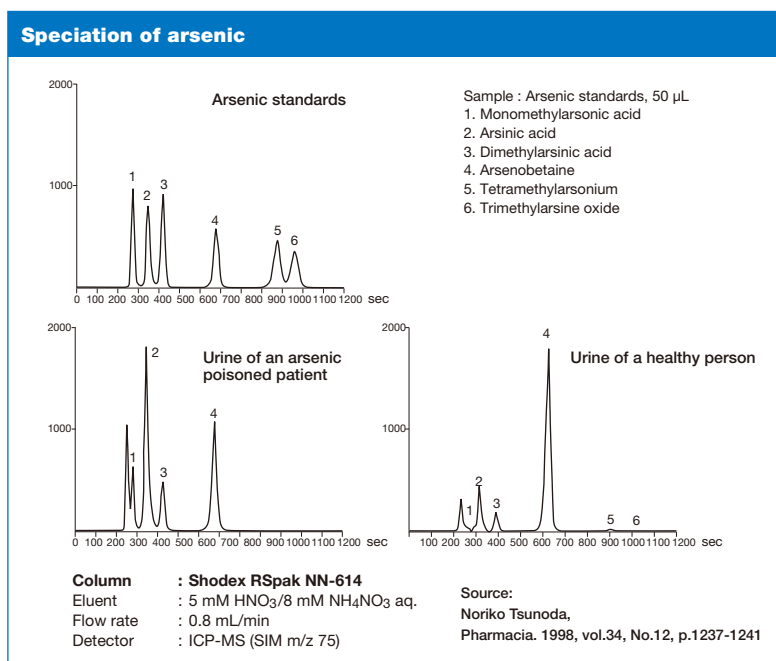 Speciation of arsenic
2000
1000
Arsenic standards
1
2
3
4
5
6
0 100 200 300 400 500 600 700 800 900 1000 1200 sec
Sample : Arsenic standards, 50 µL
1. Monomethylarsonic acid
2. Arsinic acid
3. Dimethylarsinic acid
4. Arsenobetaine
5. Tetramethylarsonium
6. Trimethylarsine oxide
2000
1000
Urine of an arsenic
poisoned patient
1
2
3
4
0 100 200 300 400 500 600 700 800 900 1000 1200 sec
2000
1000
Urine of a healthy person
1
2
3
4
5
6
100 200 300 400 500 600 700 800 900 1000 1200 sec
Column : Shodex RSpak NN-614
Eluent : 5 mM HNO₃/8 mM NH₄NO₃ aq.
Flow rate : 0.8 mL/min
Detector : ICP-MS (SIM m/z 75)
Source:
Noriko Tsunoda,
Pharmacia. 1998, vol.34, No.12, p.1237-1241